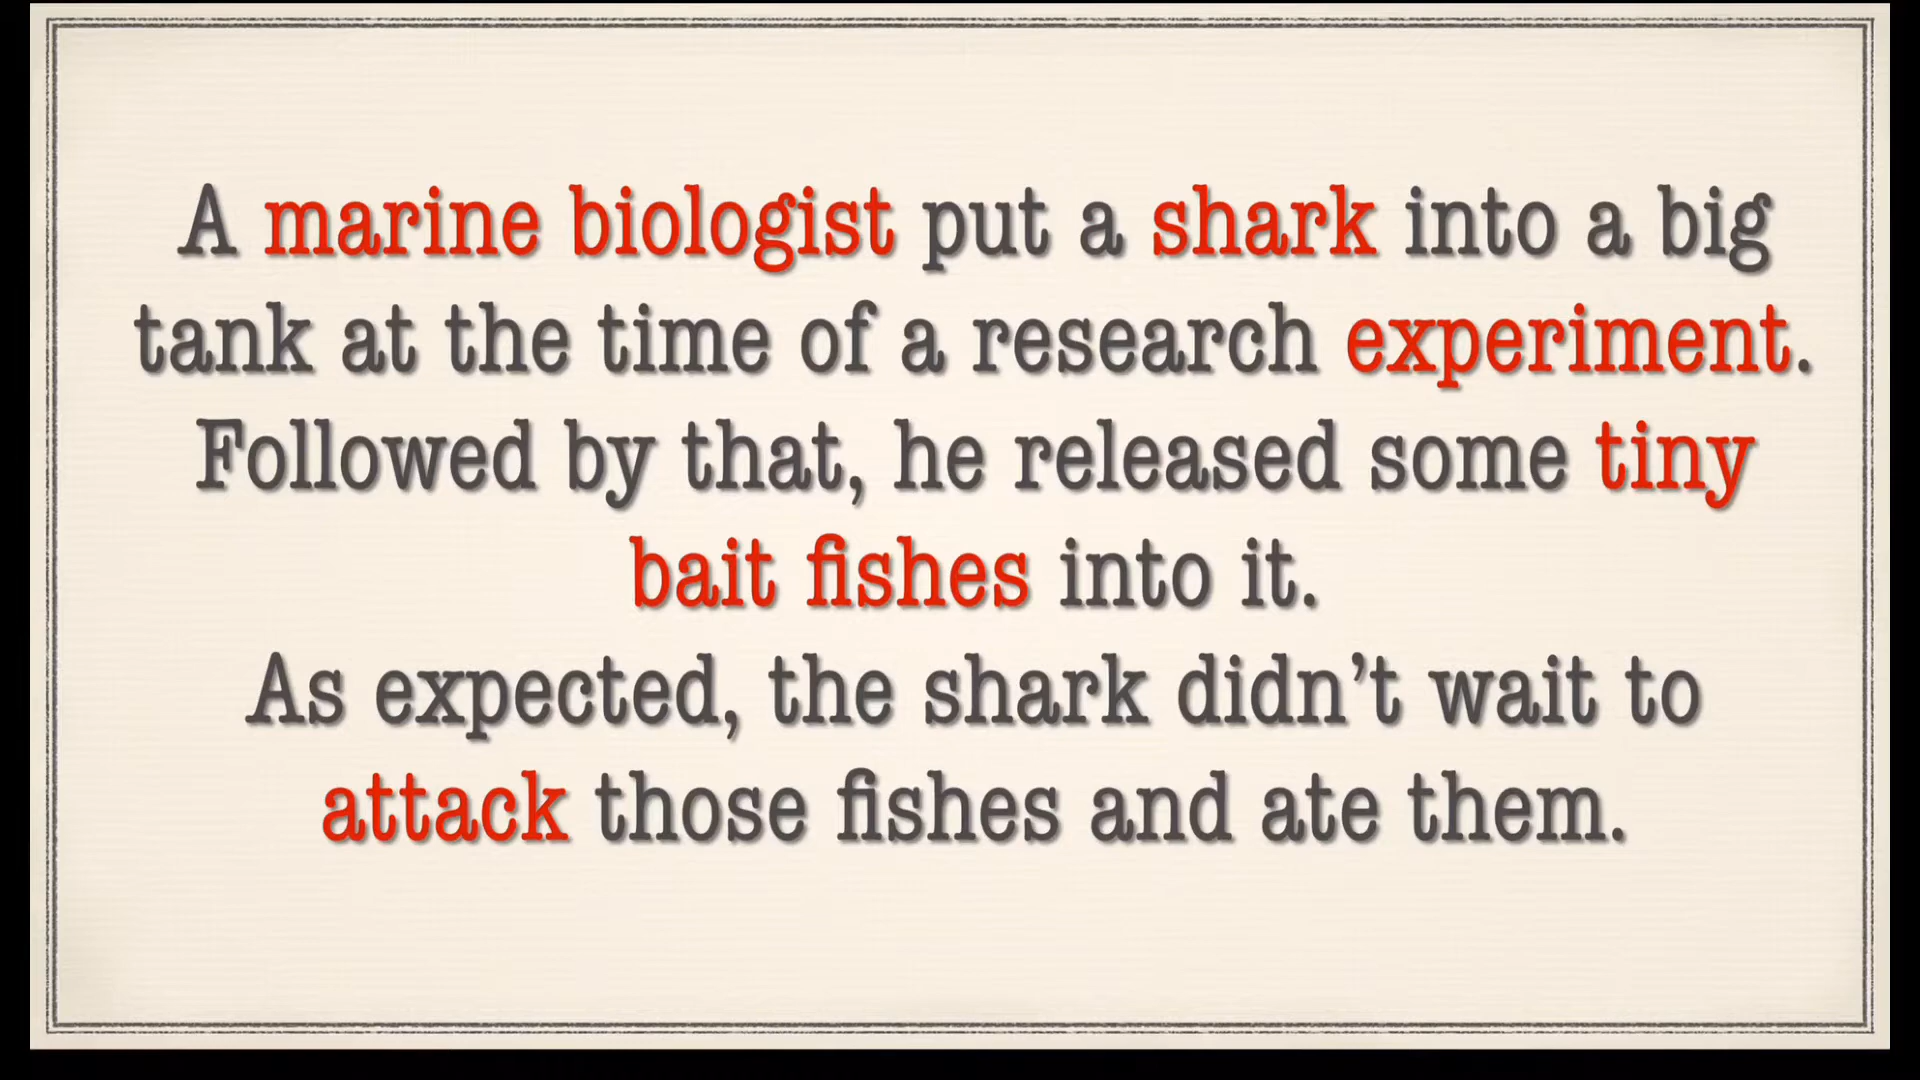 A marine biologist put a shark into a big
tank at the time of a research experiment.
Followed by that, he released some tiny
bait fishes into it.
As expected, the shark didn’t wait to
attack those fishes and ate them.